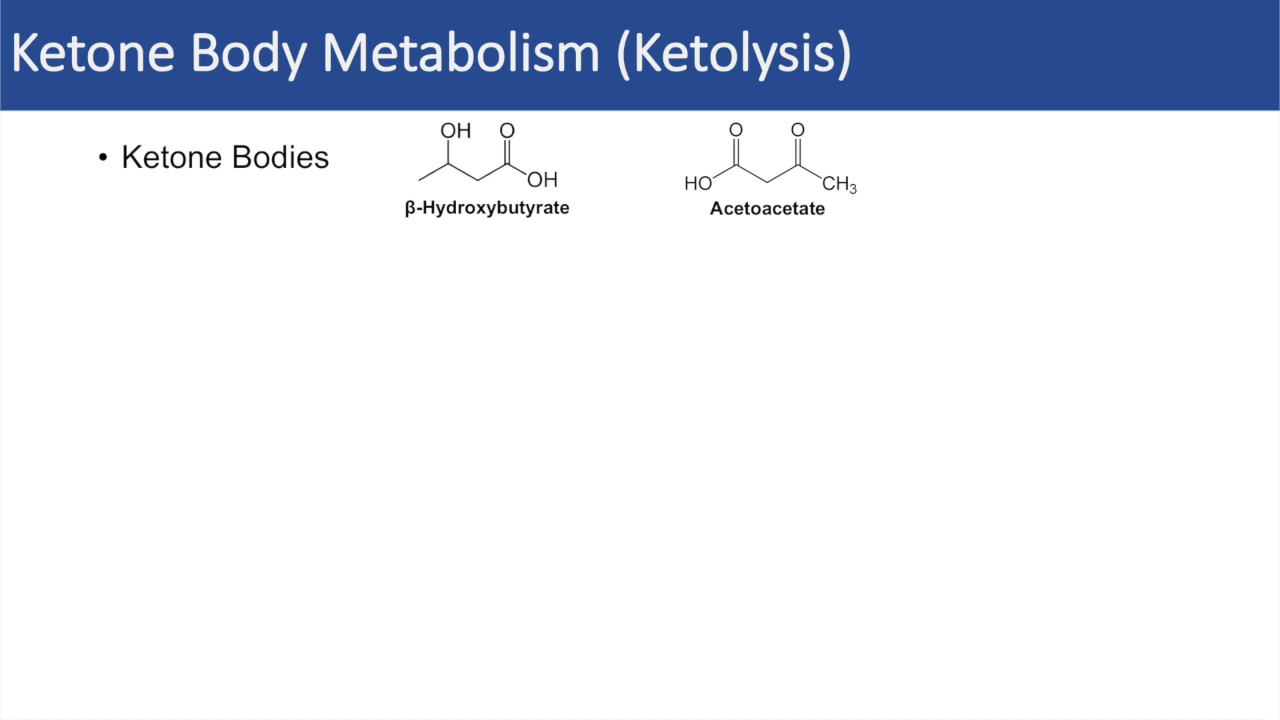 Ketone Body Metabolism (Ketolysis)
• Ketone Bodies
OH O
OH
β-Hydroxybutyrate
O O
HO CH₃
Acetoacetate